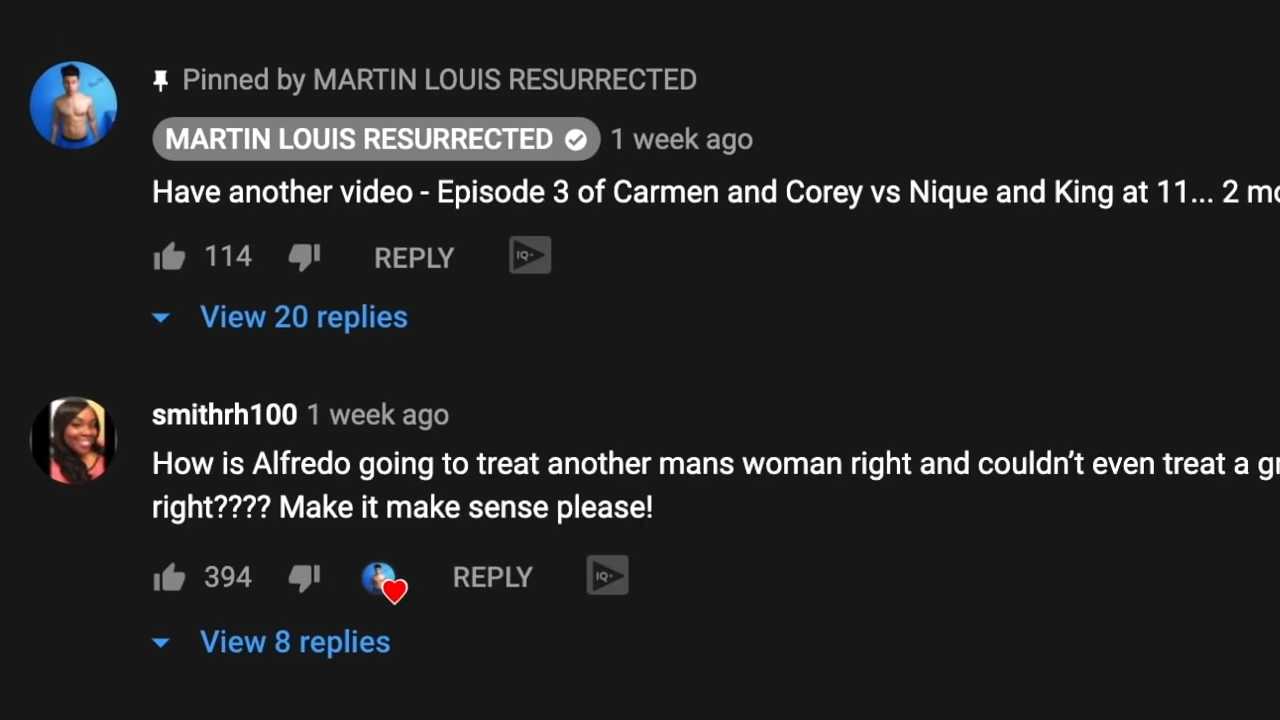 Pinned by MARTIN LOUIS RESURRECTED
MARTIN LOUIS RESURRECTED 1 week ago
Have another video - Episode 3 of Carmen and Corey vs Nique and King at 11... 2
114 REPLY IQ+
View 20 replies
smithrh100 1 week ago
How is Alfredo going to treat another mans woman right and couldn't even treat a
right???? Make it make sense please!
394 REPLY IQ+
View 8 replies